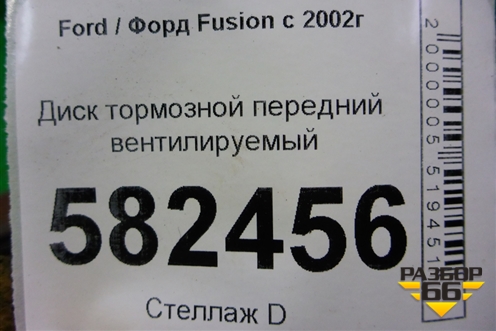 Ford / Форд Fusion с 2002г
Диск тормозной передний
вентилируемый
582456
Стеллаж D
РАЗБОР
66